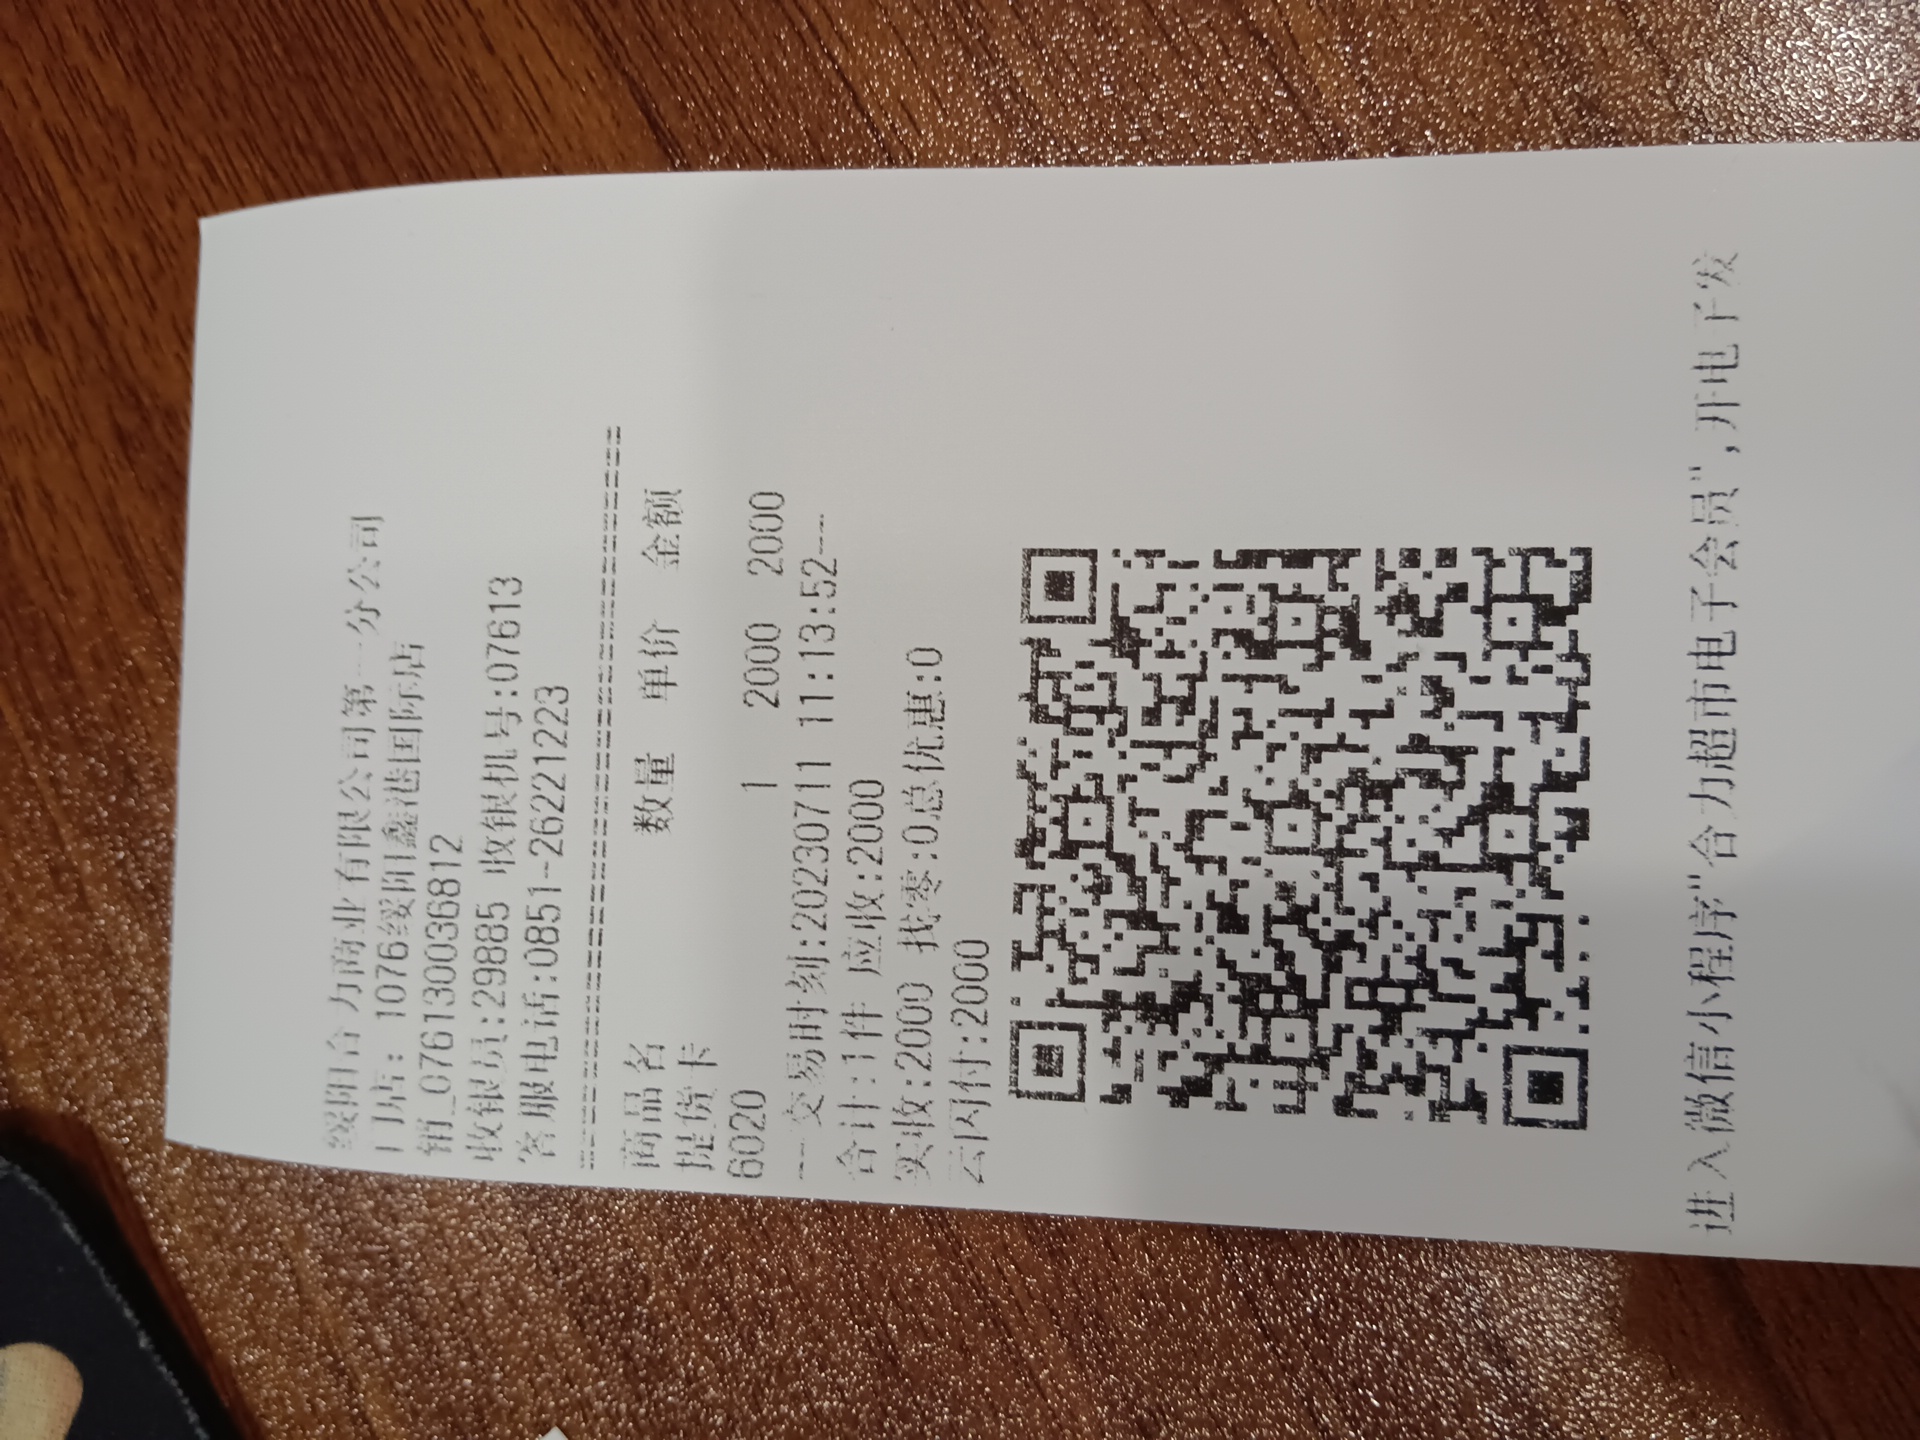 绥阳合力商业有限公司第一分公司
门店: 1076绥阳鑫港国际店
销_0761300036812
收银员:29885 收银机号:07613
客服电话:0851-26221223
商品名 数量 单价 金额
提货卡
6020 1 2000 2000
--交易时刻:20230711 11:13:52--
合计:1件 应收:2000
实收:2000 找零:0总优惠:0
云闪付:2000
进入微信小程序"合力超市电子会员",开电子发